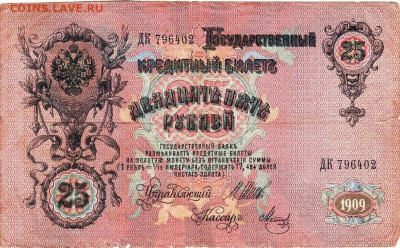 COINS.LAVE.RU
ДК 796402
ГОСУДАРСТВЕННЫЙ
25
КРЕДИТНЫЙ БИЛЕТЪ
ДВАДЦАТЬ ПЯТЬ
РУБЛЕЙ
ГОСУДАРСТВЕННЫЙ БАНКЪ
РАЗМѢНИВАЕТЪ КРЕДИТНЫЕ БИЛЕТЫ
НА ЗОЛОТУЮ МОНЕТУ БЕЗЪ ОГРАНИЧЕНІЯ СУММЫ
(1 РУБЛЬ = 1/15 ИМПЕРІАЛА, СОДЕРЖИТЪ 17,424 ДОЛЕЙ
ЧИСТАГО ЗОЛОТА)
ДК 796402
25
Управляющій
Кассиръ
1909